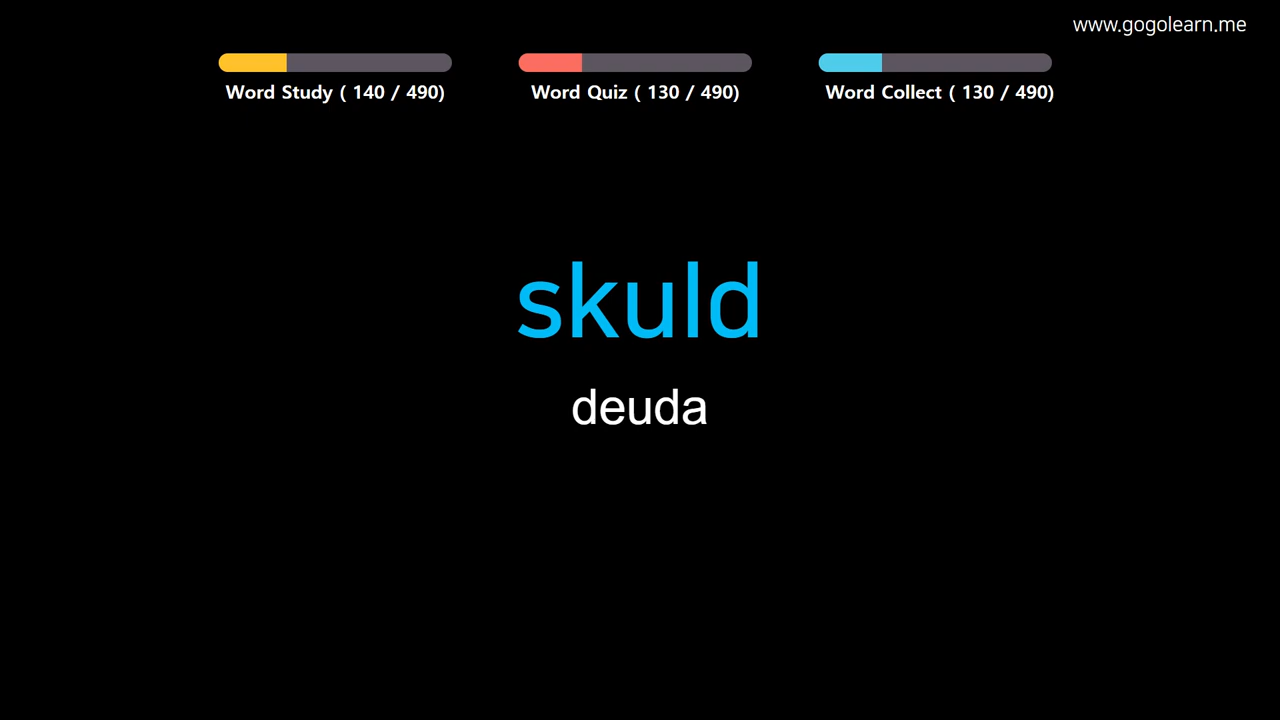 www.gogolearn.me
Word Study ( 140 / 490)
Word Quiz ( 130 / 490)
Word Collect ( 130 / 490)
skuld
deuda